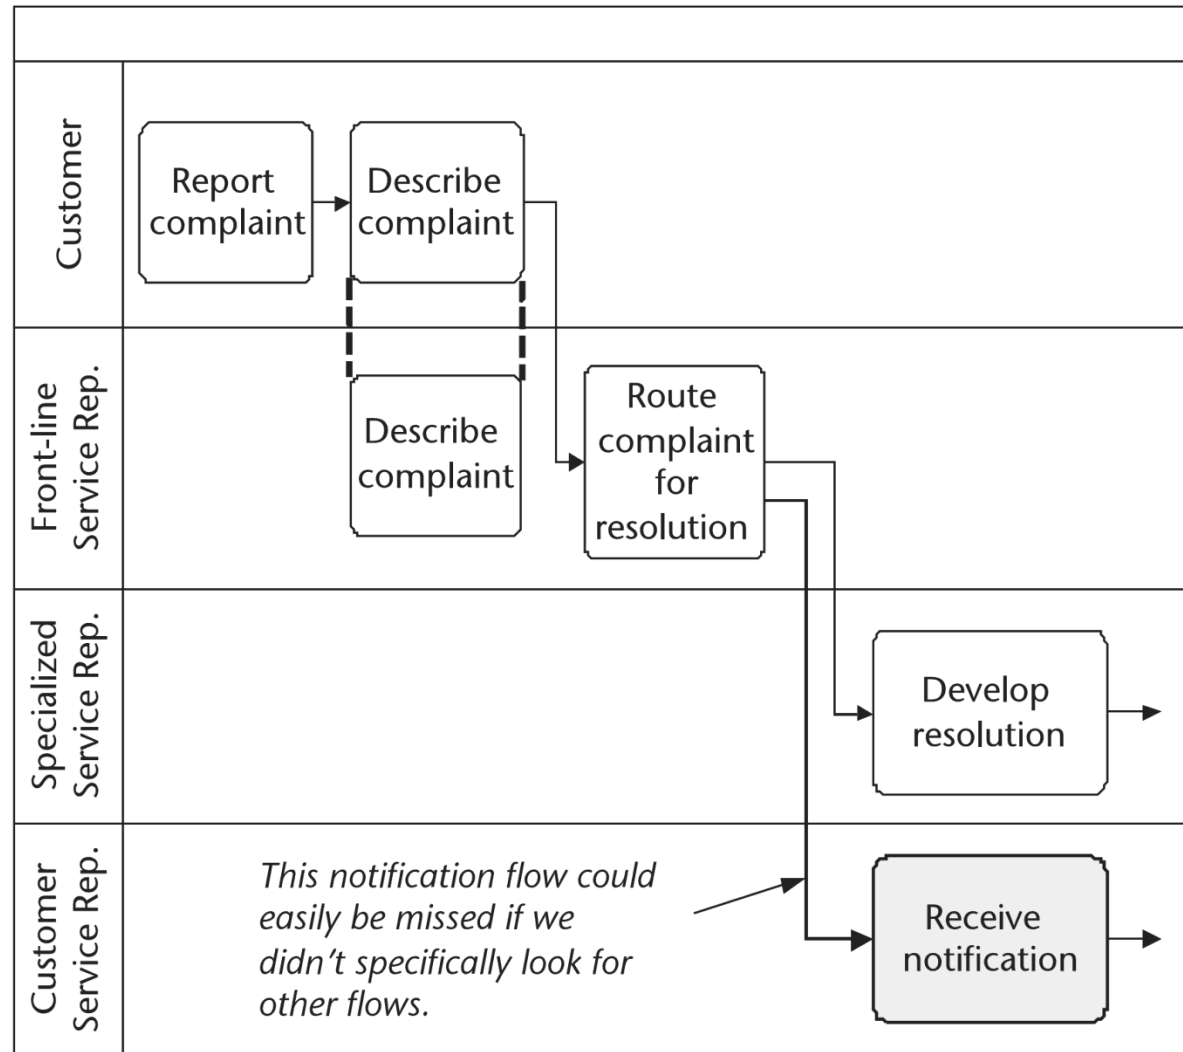 Customer
Report
complaint
Describe
complaint
Front-line
Service Rep.
Describe
complaint
Route
complaint
for
resolution
Specialized
Service Rep.
Develop
resolution
Customer
Service Rep.
This notification flow could
easily be missed if we
didn't specifically look for
other flows.
Receive
notification